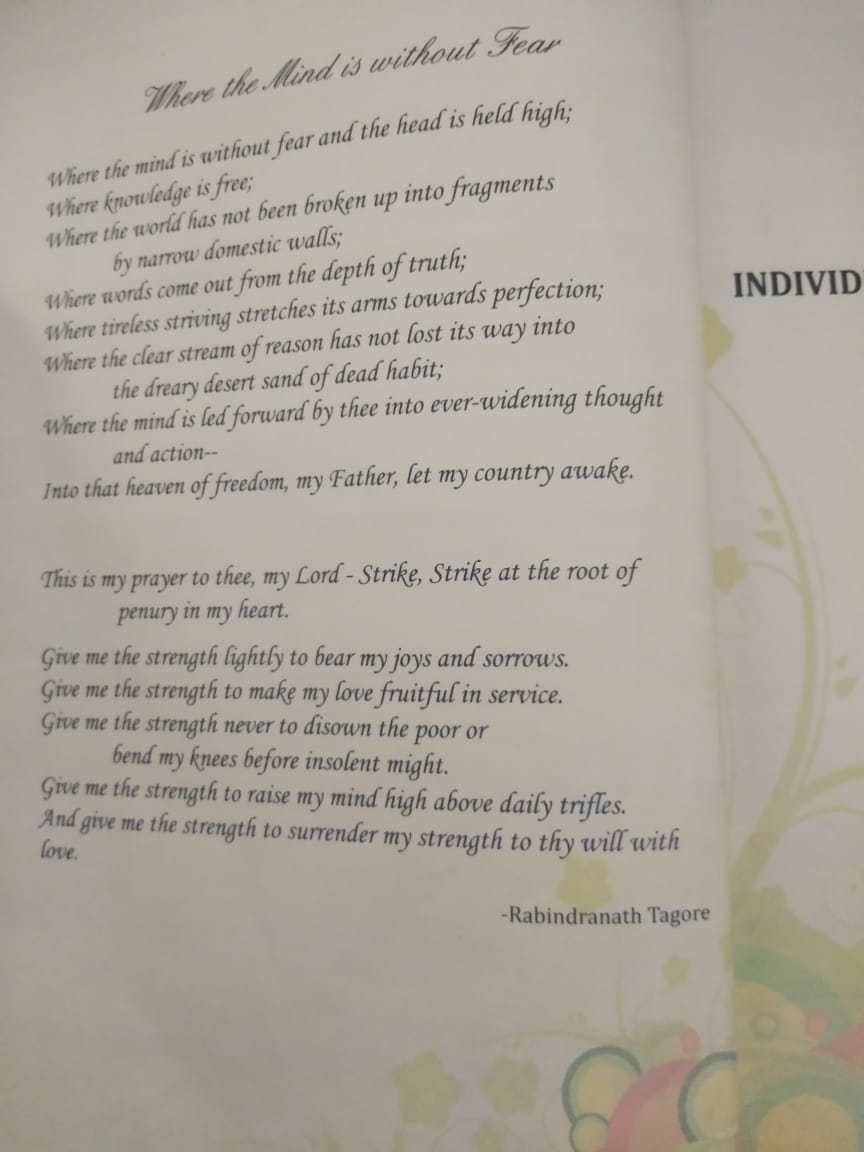 Where the Mind is without Fear
Where the mind is without fear and the head is held high;
Where knowledge is free;
Where the world has not been broken up into fragments
by narrow domestic walls;
Where words come out from the depth of truth;
Where tireless striving stretches its arms towards perfection;
Where the clear stream of reason has not lost its way into
the dreary desert sand of dead habit;
Where the mind is led forward by thee into ever-widening thought
and action--
Into that heaven of freedom, my Father, let my country awake.
This is my prayer to thee, my Lord - Strike, Strike at the root of
penury in my heart.
Give me the strength lightly to bear my joys and sorrows.
Give me the strength to make my love fruitful in service.
Give me the strength never to disown the poor or
bend my knees before insolent might.
Give me the strength to raise my mind high above daily trifles.
And give me the strength to surrender my strength to thy will with
love.
-Rabindranath Tagore
INDIVID